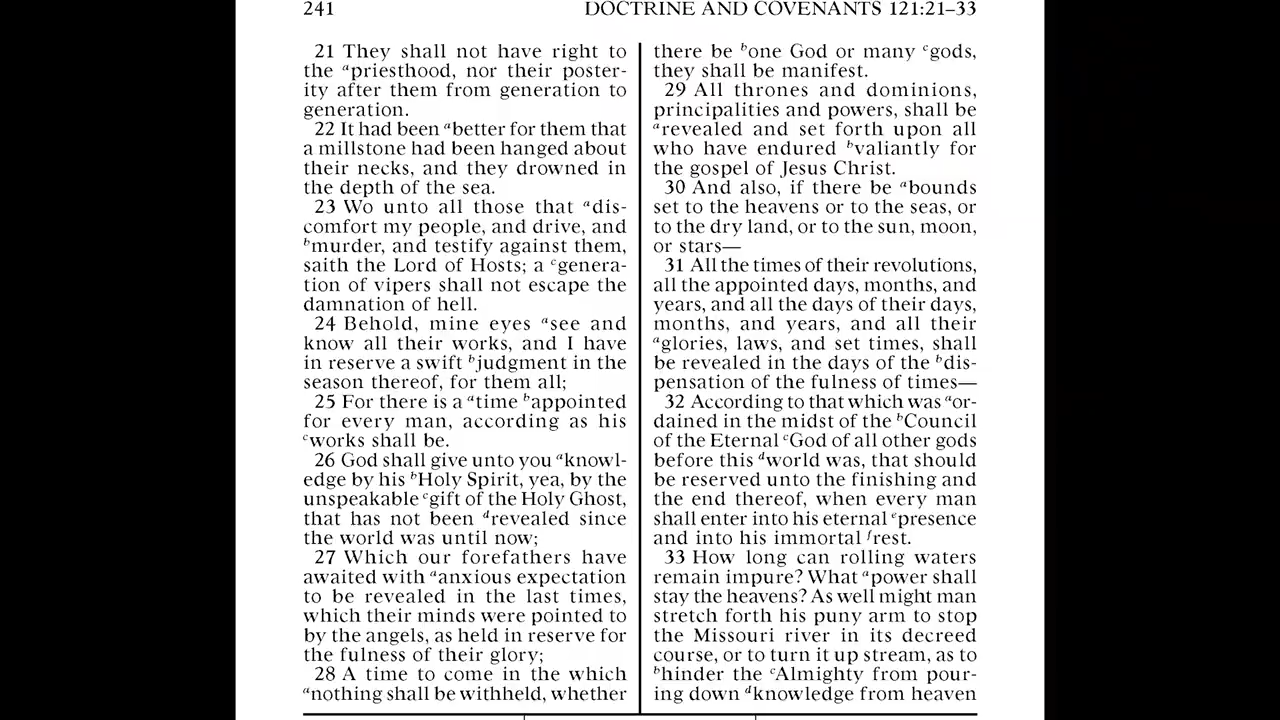 241 DOCTRINE AND COVENANTS 121:21–33
21 They shall not have right to
the ᵃpriesthood, nor their poster-
ity after them from generation to
generation.
22 It had been ᵃbetter for them that
a millstone had been hanged about
their necks, and they drowned in
the depth of the sea.
23 Wo unto all those that ᵃdis-
comfort my people, and drive, and
ᵇmurder, and testify against them,
saith the Lord of Hosts; a ᶜgenera-
tion of vipers shall not escape the
damnation of hell.
24 Behold, mine eyes ᵃsee and
know all their works, and I have
in reserve a swift ᵇjudgment in the
season thereof, for them all;
25 For there is a ᵃtime ᵇappointed
for every man, according as his
ᶜworks shall be.
26 God shall give unto you ᵃknowl-
edge by his ᵇHoly Spirit, yea, by the
unspeakable ᶜgift of the Holy Ghost,
that has not been ᵈrevealed since
the world was until now;
27 Which our forefathers have
awaited with ᵃanxious expectation
to be revealed in the last times,
which their minds were pointed to
by the angels, as held in reserve for
the fulness of their glory;
28 A time to come in the which
ᵃnothing shall be withheld, whether
there be ᵇone God or many ᶜgods,
they shall be manifest.
29 All thrones and dominions,
principalities and powers, shall be
ᵃrevealed and set forth upon all
who have endured ᵇvaliantly for
the gospel of Jesus Christ.
30 And also, if there be ᵃbounds
set to the heavens or to the seas, or
to the dry land, or to the sun, moon,
or stars—
31 All the times of their revolutions,
all the appointed days, months, and
years, and all the days of their days,
months, and years, and all their
ᵃglories, laws, and set times, shall
be revealed in the days of the ᵇdis-
pensation of the fulness of times—
32 According to that which was ᵃor-
dained in the midst of the ᵇCouncil
of the Eternal ᶜGod of all other gods
before this ᵈworld was, that should
be reserved unto the finishing and
the end thereof, when every man
shall enter into his eternal ᵉpresence
and into his immortal ᶠrest.
33 How long can rolling waters
remain impure? What ᵃpower shall
stay the heavens? As well might man
stretch forth his puny arm to stop
the Missouri river in its decreed
course, or to turn it up stream, as to
ᵇhinder the ᶜAlmighty from pour-
ing down ᵈknowledge from heaven